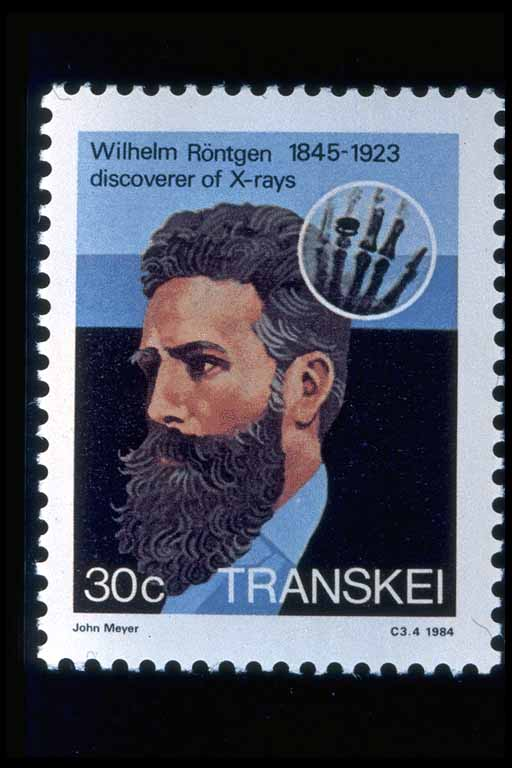 Wilhelm Röntgen 1845-1923
discoverer of X-rays
30c TRANSKEI
John Meyer C3.4 1984